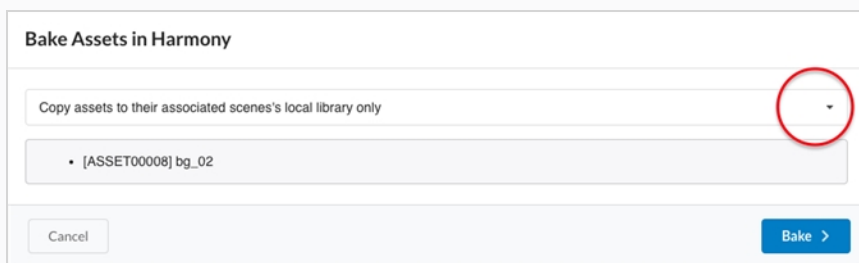 Bake Assets in Harmony
Copy assets to their associated scenes's local library only
• [ASSET00008] bg_02
Cancel
Bake >